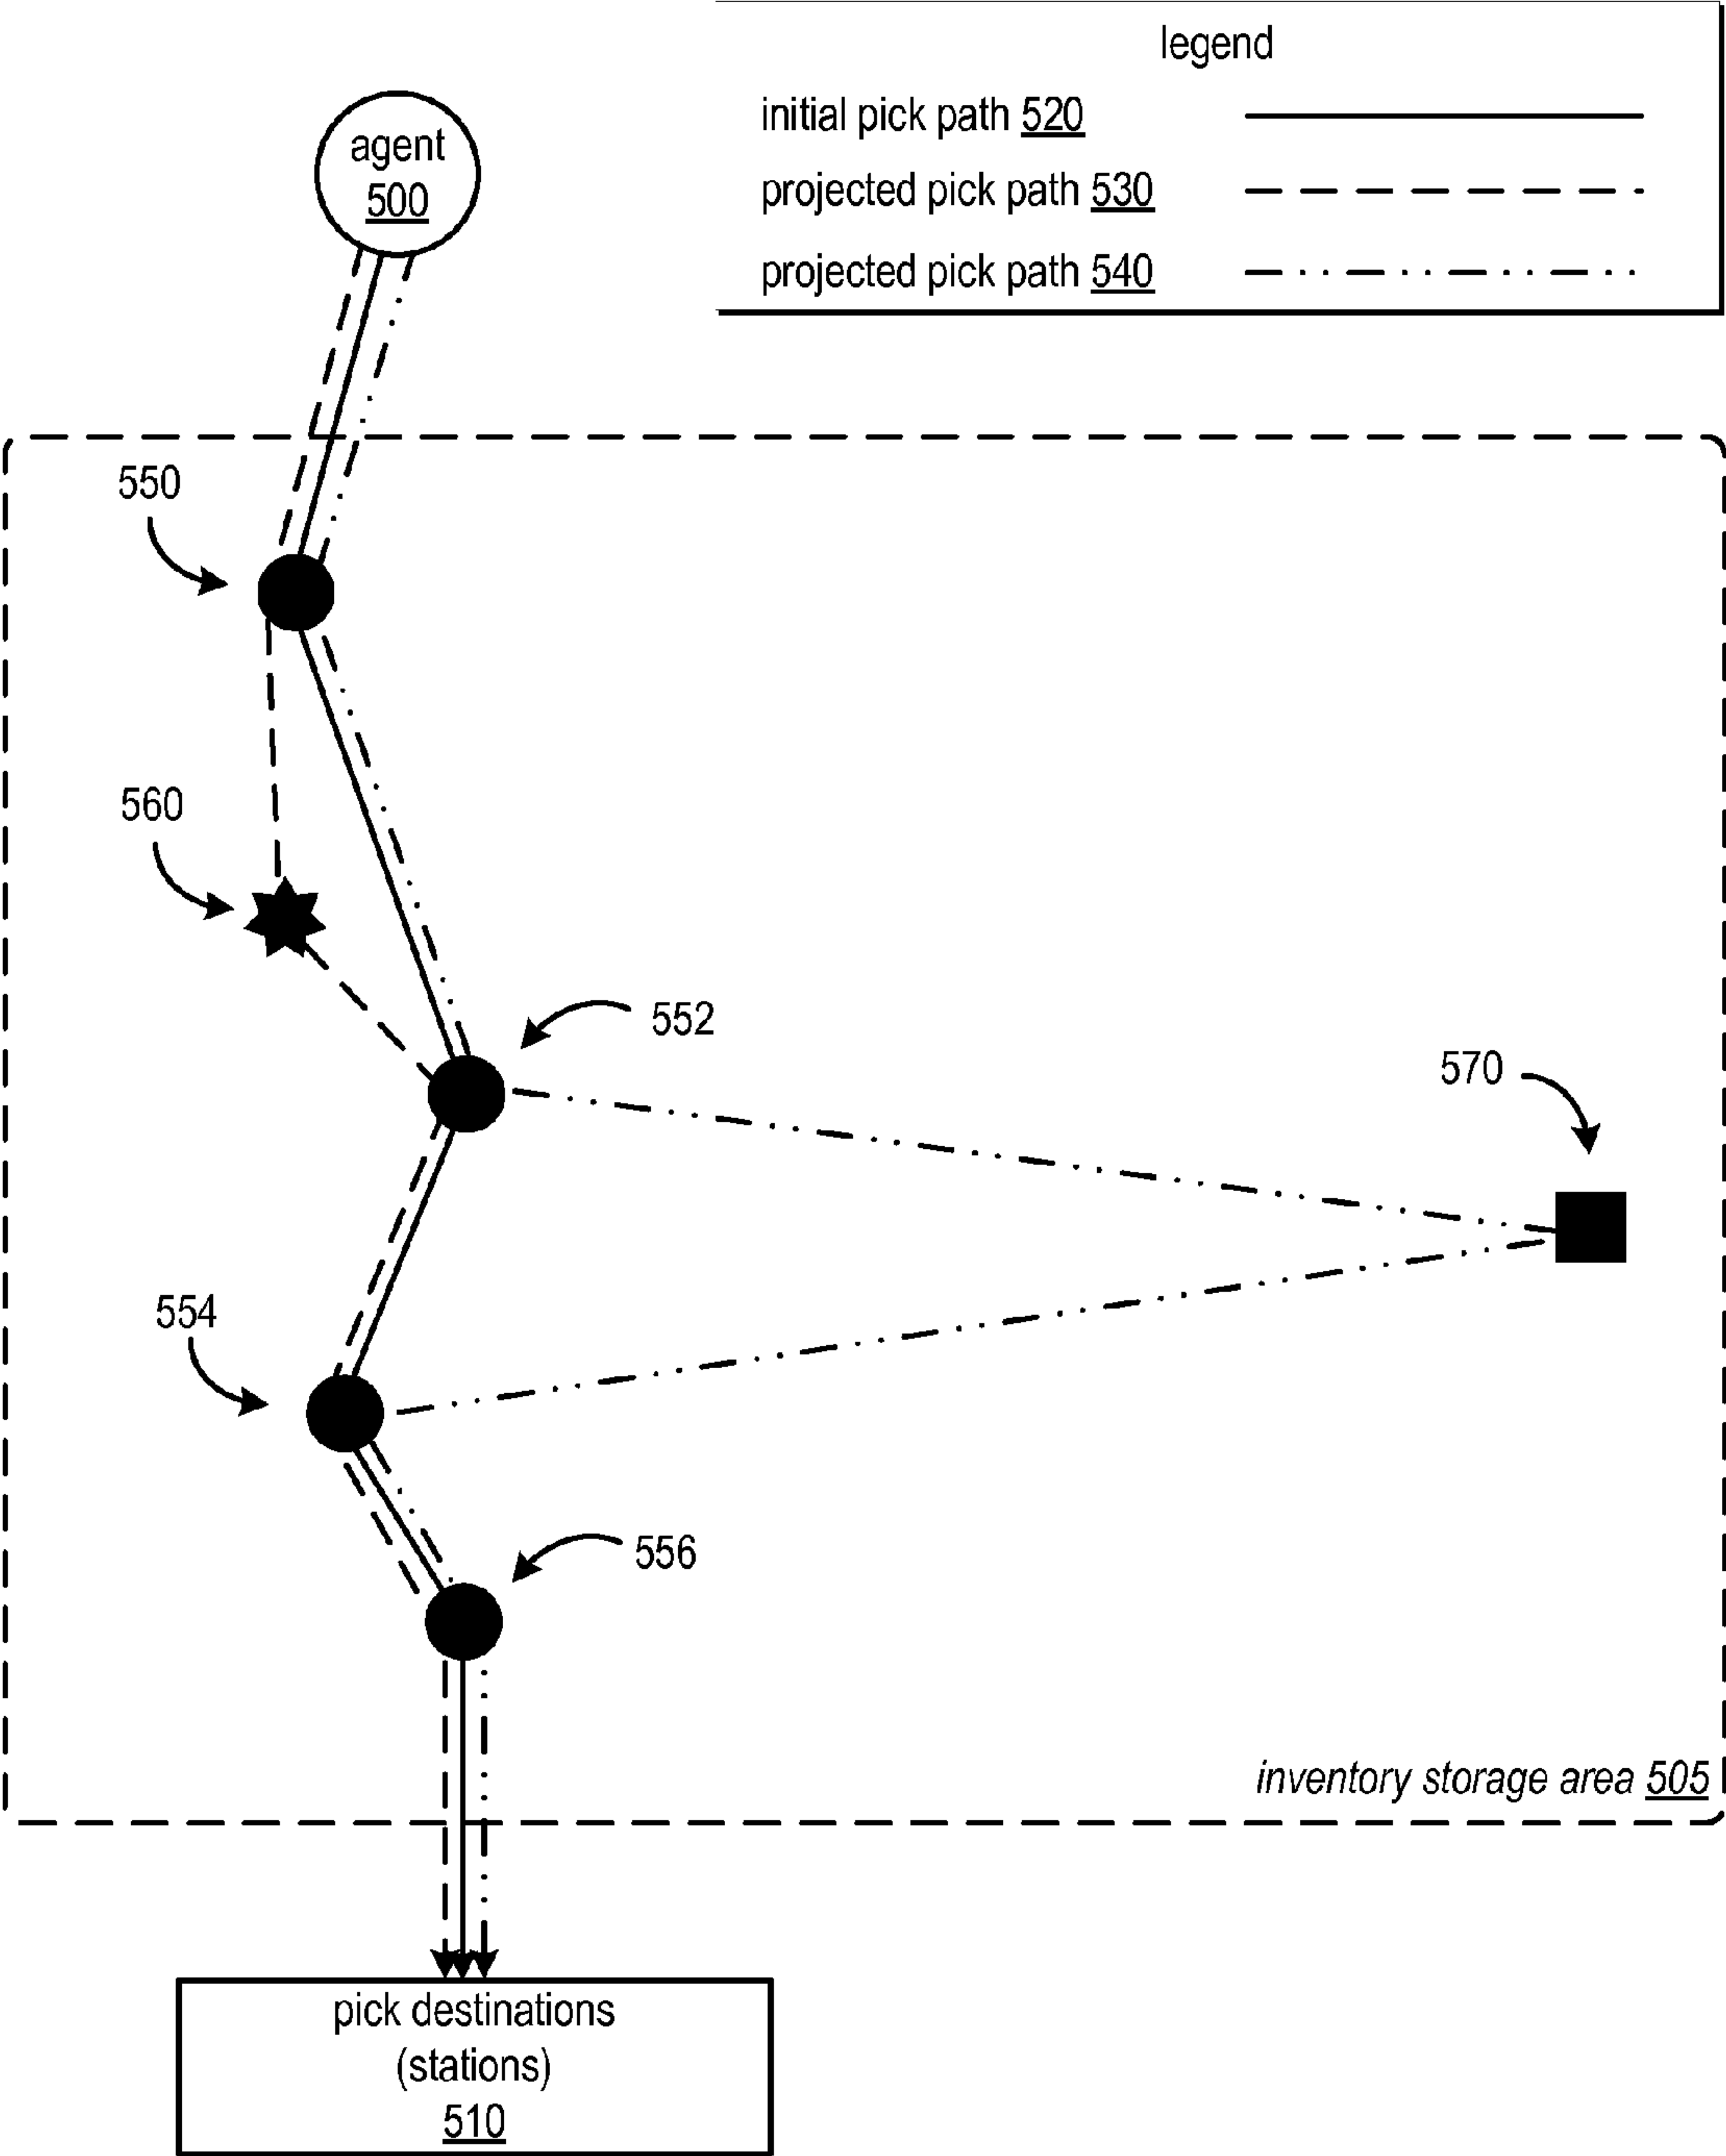 legend
initial pick path 520
projected pick path 530
projected pick path 540
agent
500
550
560
552
570
554
556
inventory storage area 505
pick destinations
(stations)
510